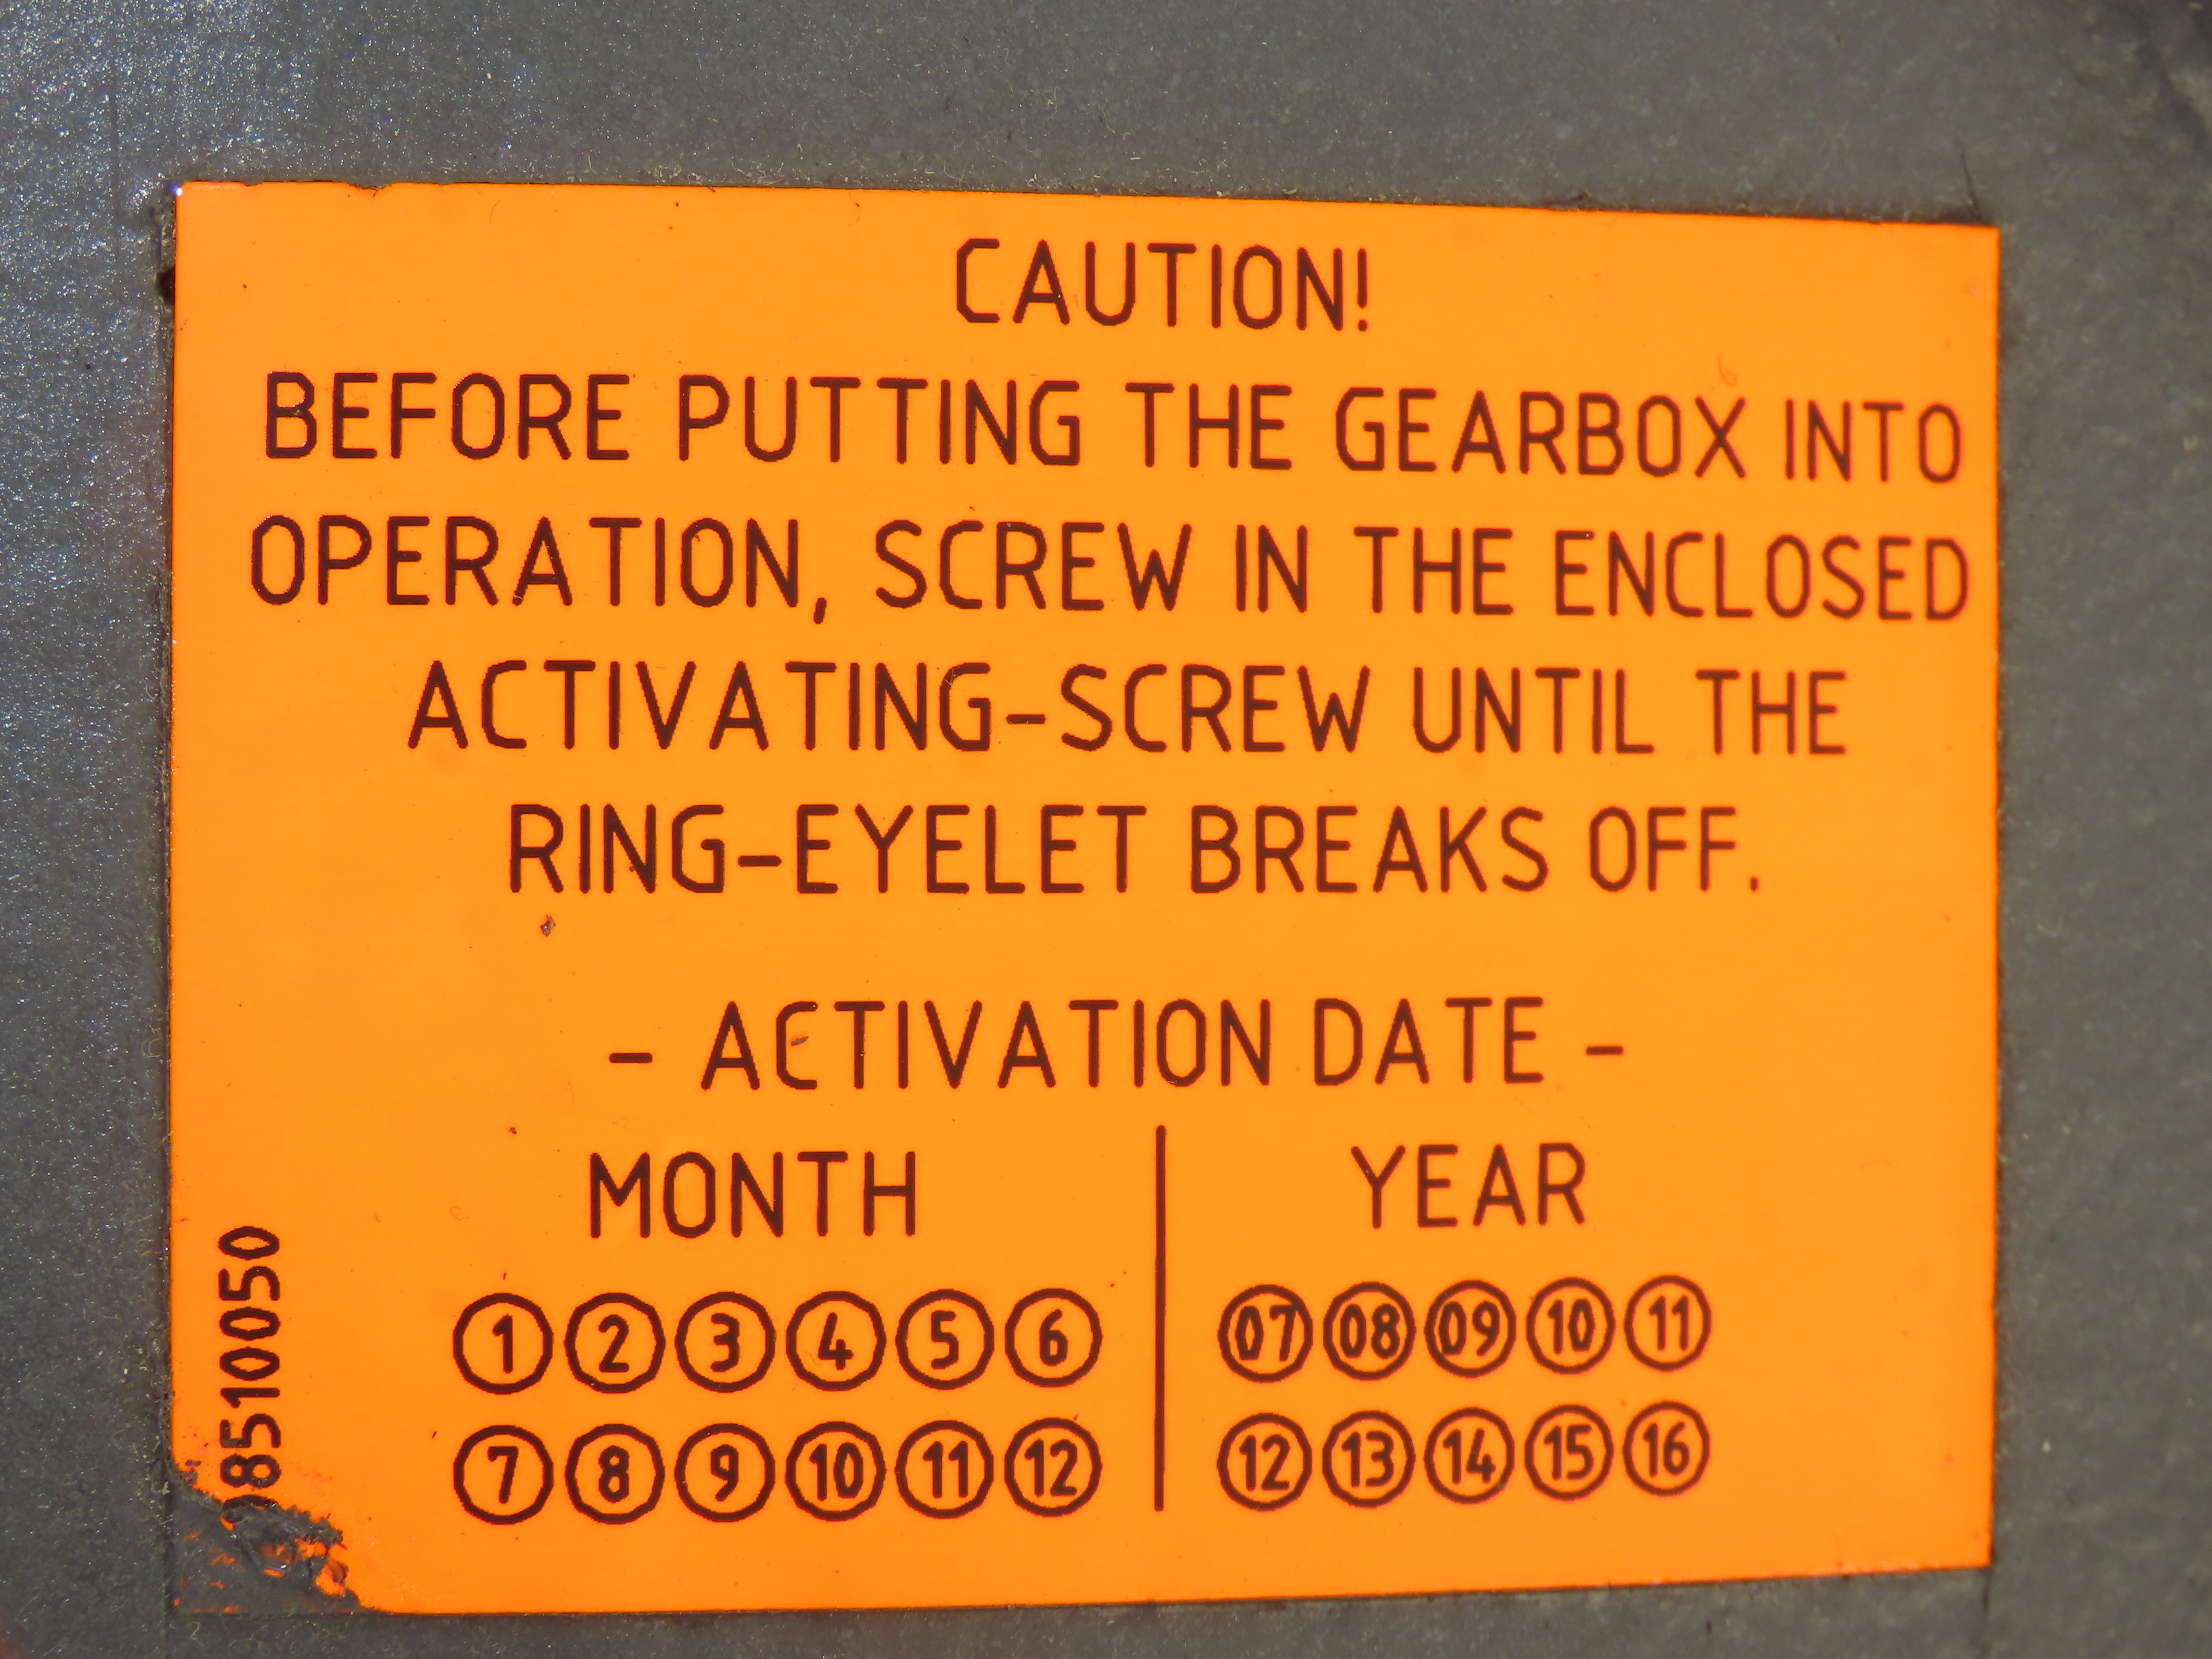 CAUTION!
BEFORE PUTTING THE GEARBOX INTO
OPERATION, SCREW IN THE ENCLOSED
ACTIVATING-SCREW UNTIL THE
RING-EYELET BREAKS OFF.
- ACTIVATION DATE -
MONTH
1 2 3 4 5 6
7 8 9 10 11 12
YEAR
07 08 09 10 11
12 13 14 15 16